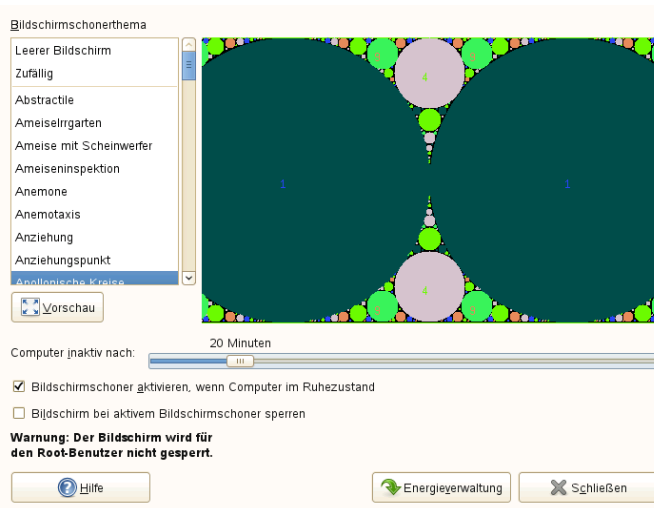 Bildschirmschonerthema
Leerer Bildschirm
Zufällig
Abstractile
AmeiseIrrgarten
Ameise mit Scheinwerfer
Ameiseninspektion
Anemone
Anemotaxis
Anziehung
Anziehungspunkt
Apollonische Kreise
4
1
1
4
Vorschau
20 Minuten
Computer inaktiv nach:
Bildschirmschoner aktivieren, wenn Computer im Ruhezustand
Bildschirm bei aktivem Bildschirmschoner sperren
Warnung: Der Bildschirm wird für
den Root-Benutzer nicht gesperrt.
Hilfe
Energieverwaltung
Schließen